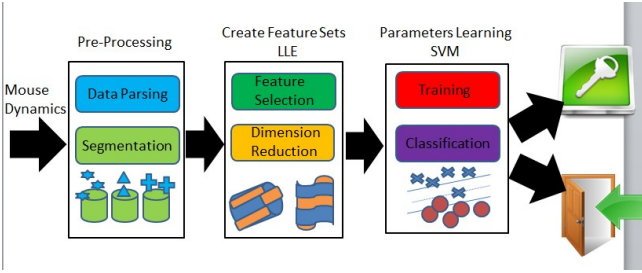 Pre-Processing
Create Feature Sets
LLE
Parameters Learning
SVM
Mouse
Dynamics
Data Parsing
Segmentation
Feature
Selection
Dimension
Reduction
Training
Classification